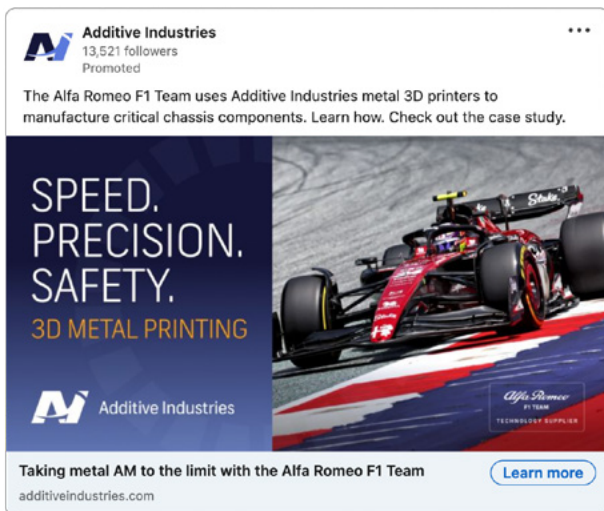 Additive Industries
13,521 followers
Promoted
The Alfa Romeo F1 Team uses Additive Industries metal 3D printers to
manufacture critical chassis components. Learn how. Check out the case study.
SPEED.
PRECISION.
SAFETY.
3D METAL PRINTING
Additive Industries
Stake
Alfa Romeo
F1 TEAM
TECHNOLOGY SUPPLIER
Taking metal AM to the limit with the Alfa Romeo F1 Team
Learn more
additiveindustries.com